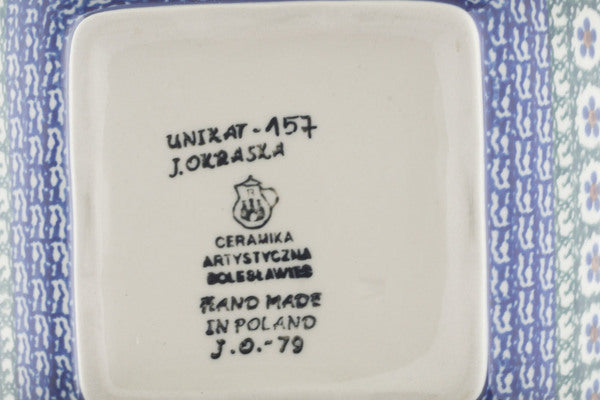 UNIKAT - 157
J. OKRASKA
CERAMIKA
ARTYSTYCZNA
BOLESŁAWIEC
HAND MADE
IN POLAND
J.O.-79